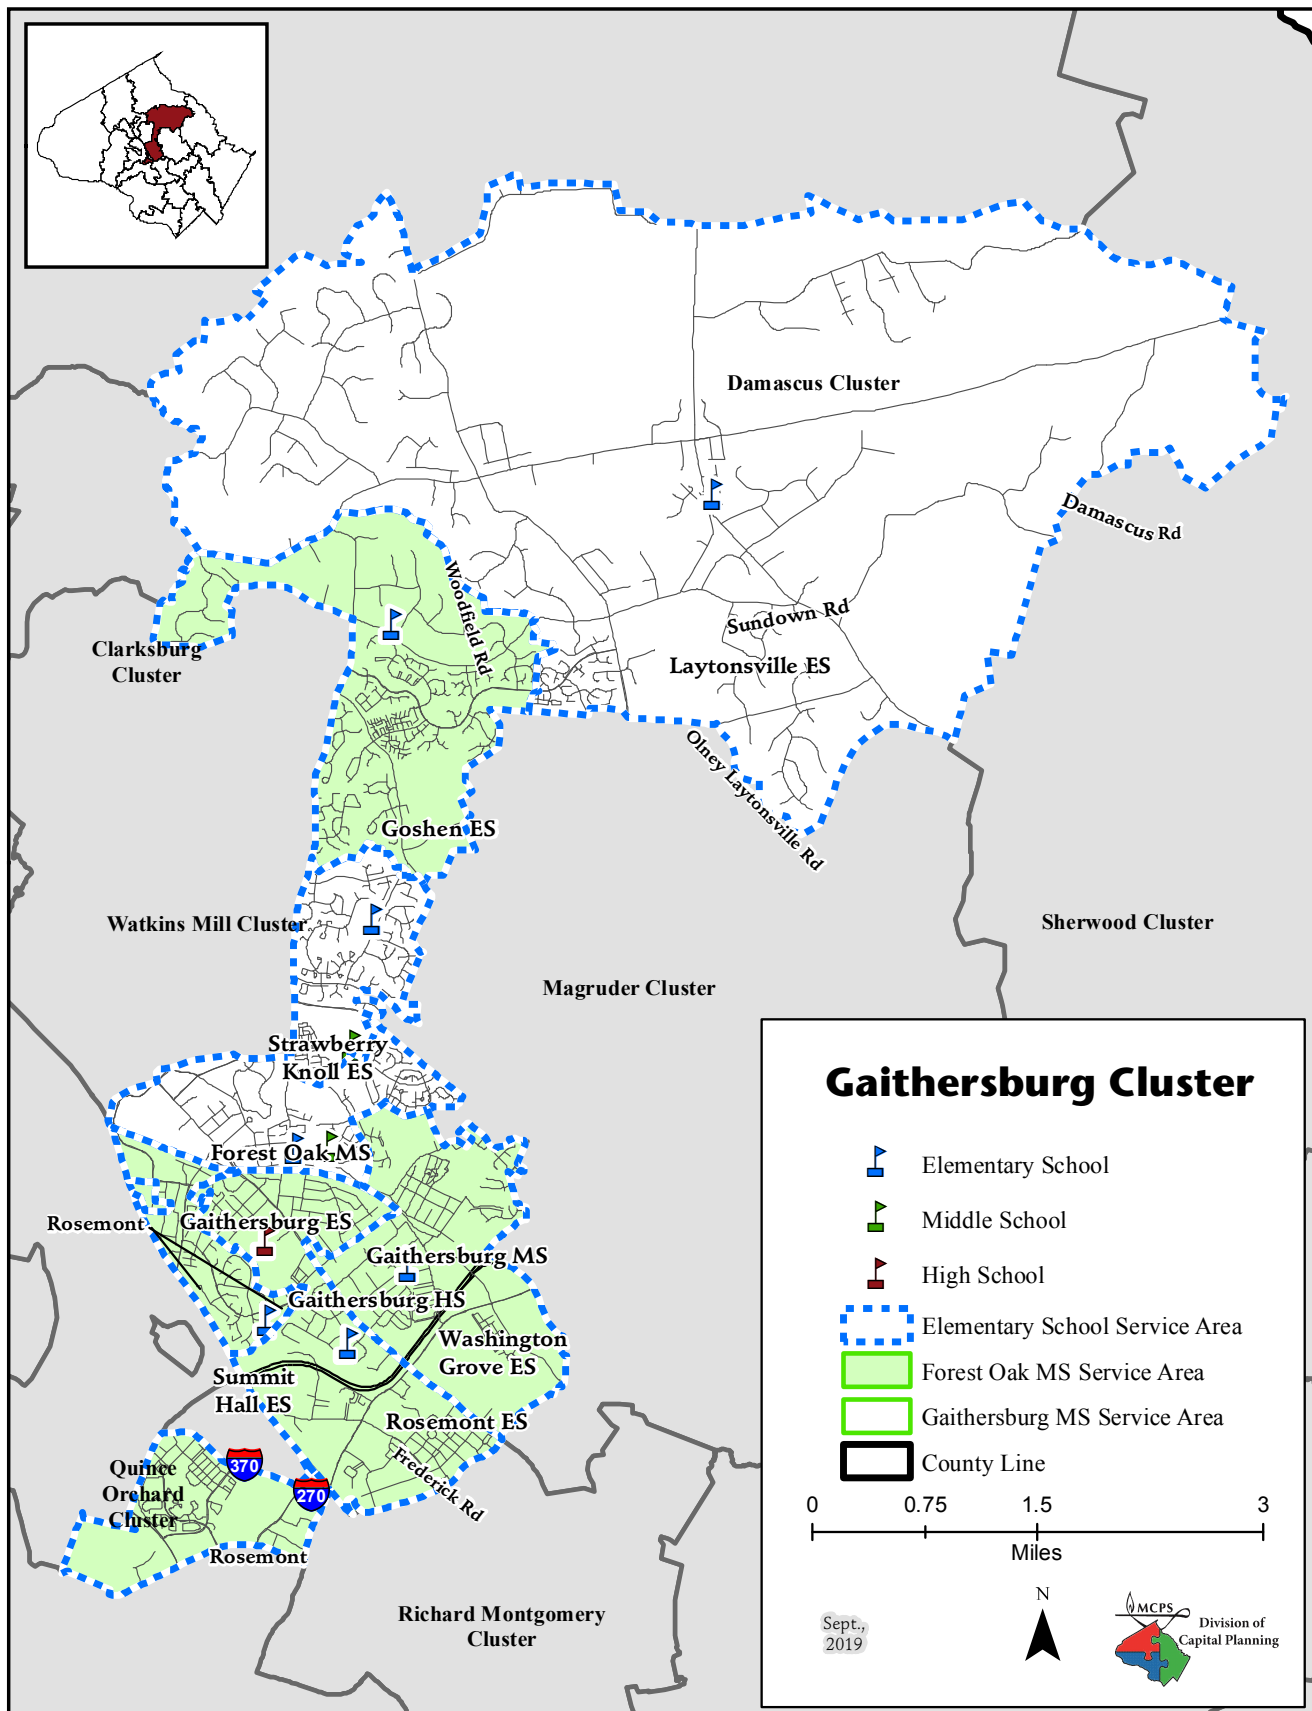 Damascus Cluster
Damascus Rd
Woodfield Rd
Sundown Rd
Clarksburg
Cluster
Laytonsville ES
Olney Laytonsville Rd
Goshen ES
Watkins Mill Cluster
Sherwood Cluster
Magruder Cluster
Strawberry
Knoll ES
Forest Oak MS
Rosemont
Gaithersburg ES
Gaithersburg MS
Gaithersburg HS
Washington
Grove ES
Summit
Hall ES
Rosemont ES
Frederick Rd
Quince
Orchard
Cluster
370
270
Rosemont
Richard Montgomery
Cluster
Gaithersburg Cluster
Elementary School
Middle School
High School
Elementary School Service Area
Forest Oak MS Service Area
Gaithersburg MS Service Area
County Line
0 0.75 1.5 3
Miles
Sept.,
2019
N
MCPS
Division of
Capital Planning